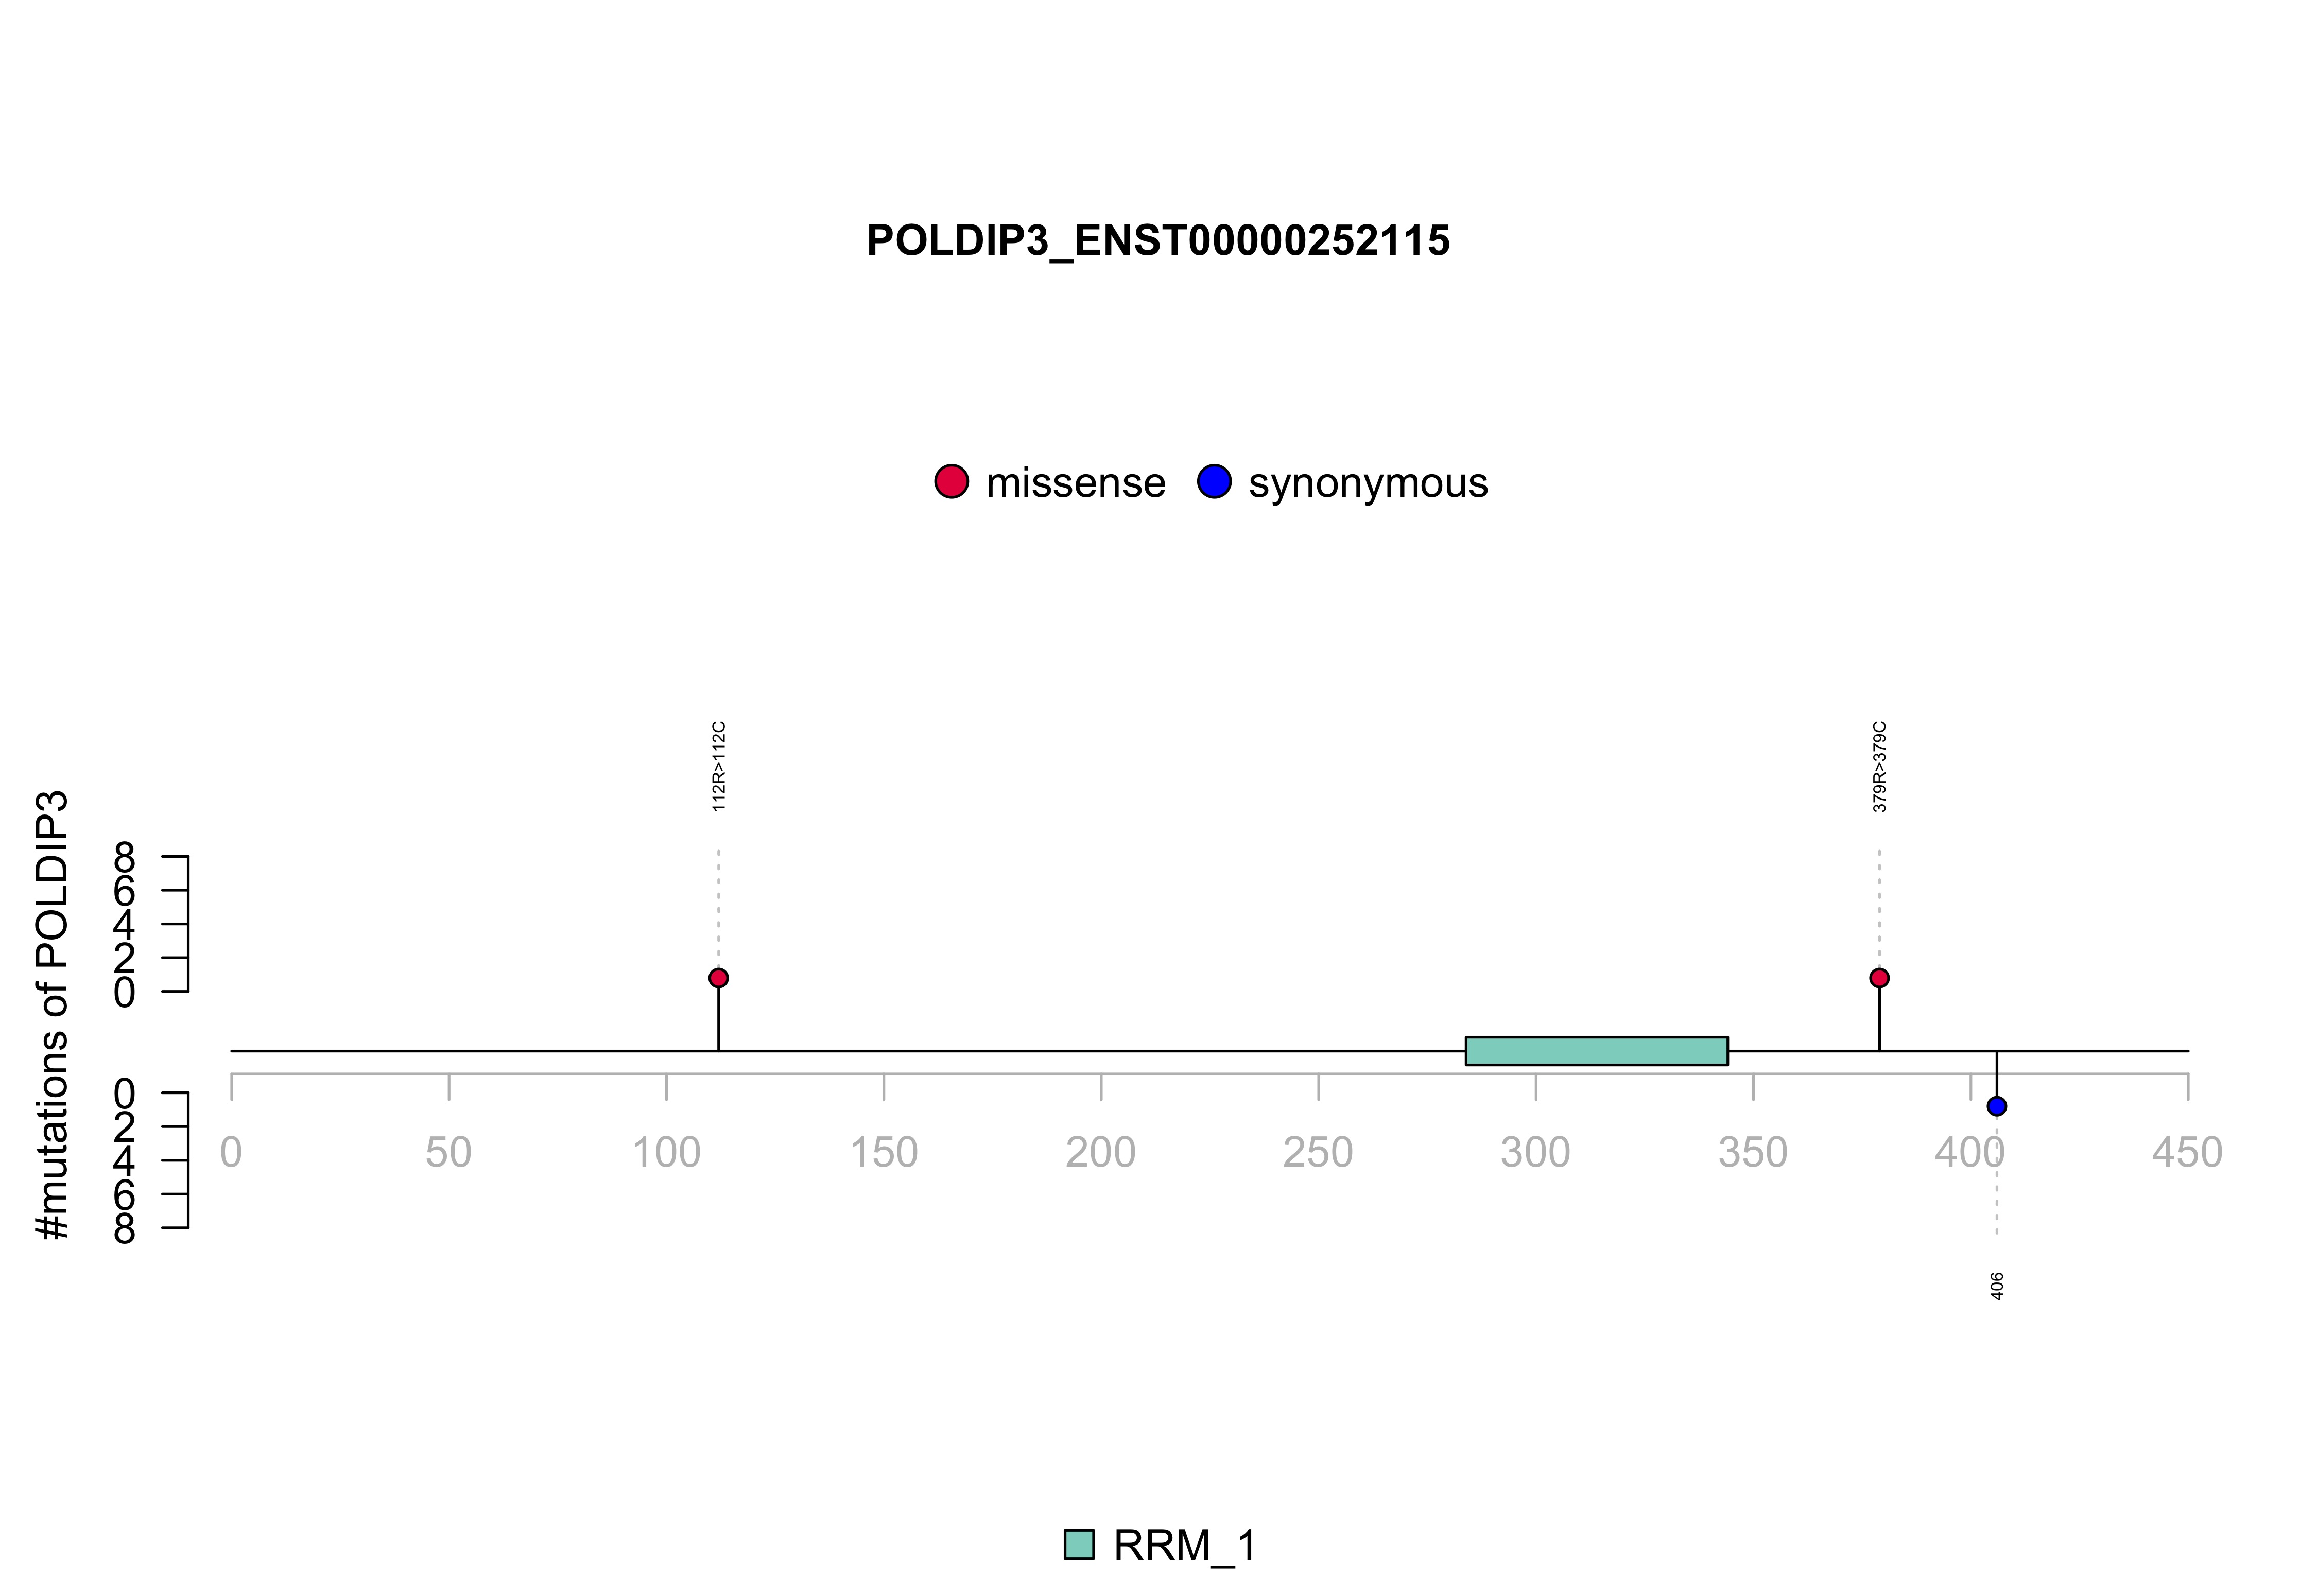 POLDIP3_ENST00000252115
missense synonymous
112R>112C
379R>379C
#mutations of POLDIP3
8
6
4
2
0
0
2
4
6
8
0 50 100 150 200 250 300 350 400 450
406
RRM_1